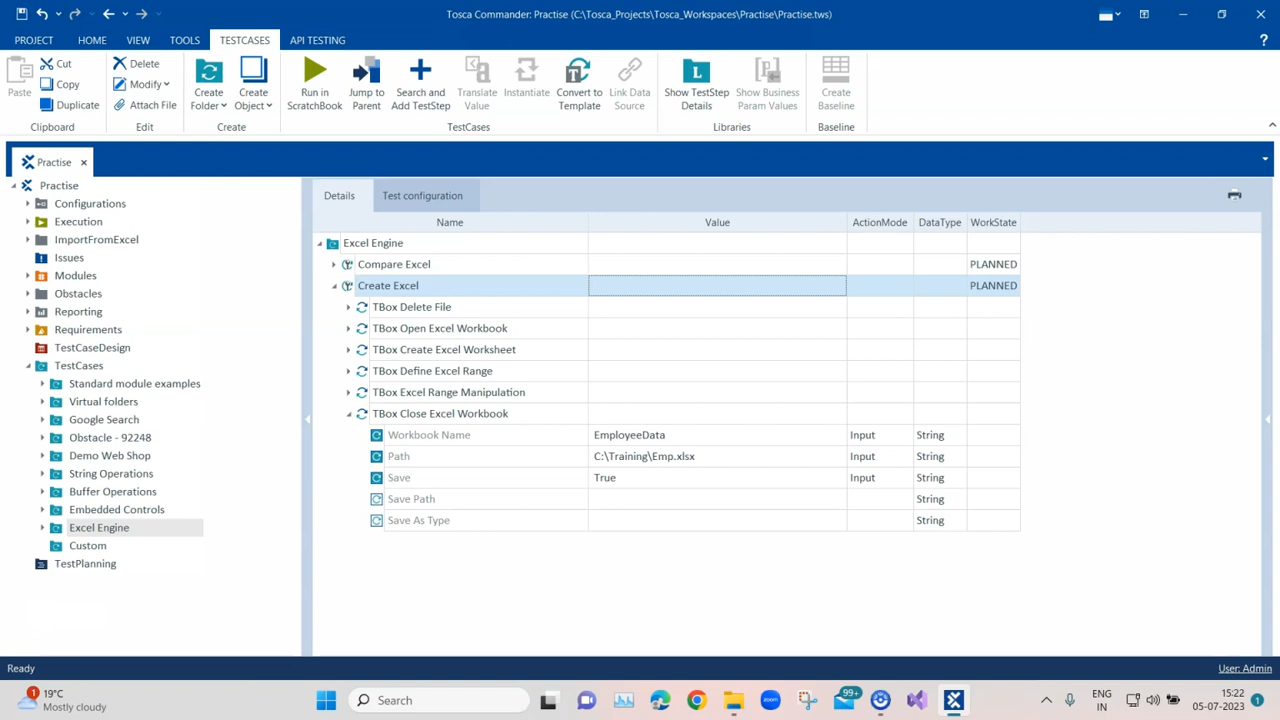 Tosca Commander: Practise (C:\Tosca_Projects\Tosca_Workspaces\Practise\Practise.tws)
PROJECT HOME VIEW TOOLS TESTCASES API TESTING ?
Paste Cut Copy Duplicate
Clipboard
Delete Modify Attach File
Edit
Create Folder Create Object
Create
Run in ScratchBook Jump to Parent Search and Add TestStep Translate Value Instantiate Convert to Template Link Data Source
TestCases
Show TestStep Details Show Business Param Values
Libraries
Create Baseline
Baseline
Practise ×
Practise
Configurations
Execution
ImportFromExcel
Issues
Modules
Obstacles
Reporting
Requirements
TestCaseDesign
TestCases
Standard module examples
Virtual folders
Google Search
Obstacle - 92248
Demo Web Shop
String Operations
Buffer Operations
Embedded Controls
Excel Engine
Custom
TestPlanning
Details Test configuration
Name Value ActionMode DataType WorkState
Excel Engine
Compare Excel PLANNED
Create Excel PLANNED
TBox Delete File
TBox Open Excel Workbook
TBox Create Excel Worksheet
TBox Define Excel Range
TBox Excel Range Manipulation
TBox Close Excel Workbook
Workbook Name EmployeeData Input String
Path C:\Training\Emp.xlsx Input String
Save True Input String
Save Path String
Save As Type String
Ready User: Admin
1 19°C Mostly cloudy
Search
99+
ENG IN
15:22
05-07-2023
1